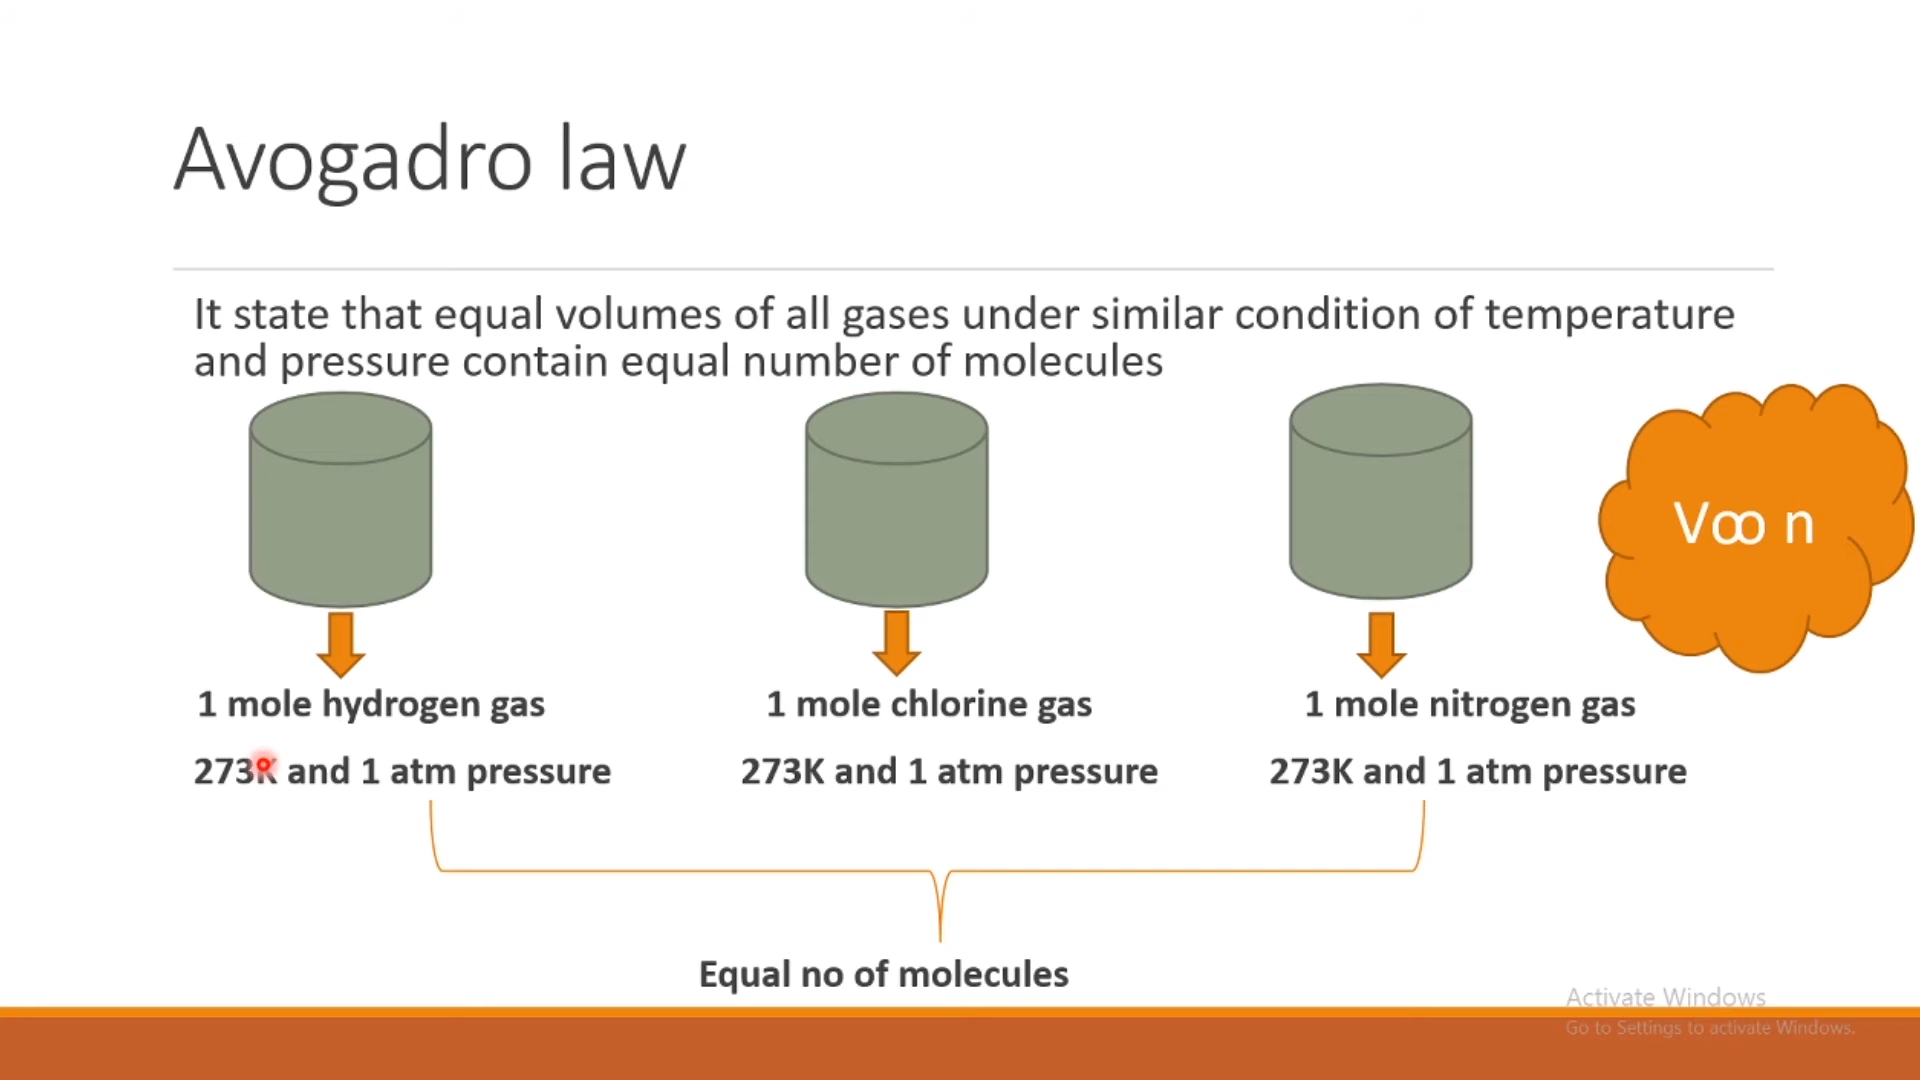 Avogadro law
It state that equal volumes of all gases under similar condition of temperature
and pressure contain equal number of molecules
V∞ n
1 mole hydrogen gas
1 mole chlorine gas
1 mole nitrogen gas
273K and 1 atm pressure
273K and 1 atm pressure
273K and 1 atm pressure
Equal no of molecules
Activate Windows
Go to Settings to activate Windows.